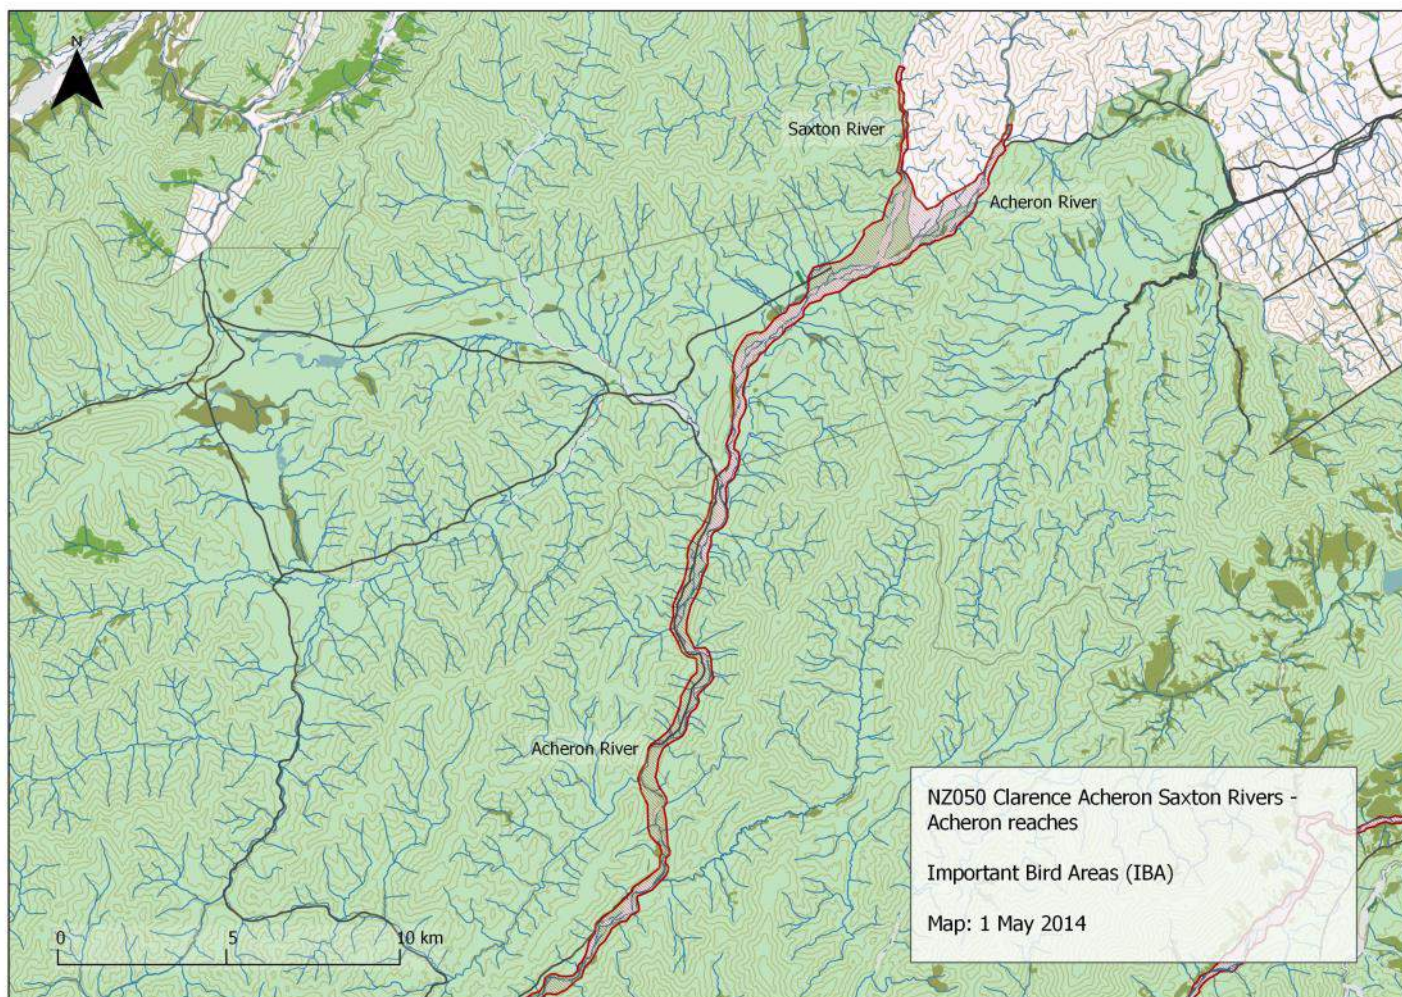 N
Saxton River
Acheron River
Acheron River
NZ050 Clarence Acheron Saxton Rivers -
Acheron reaches
Important Bird Areas (IBA)
Map: 1 May 2014
0 5 10 km